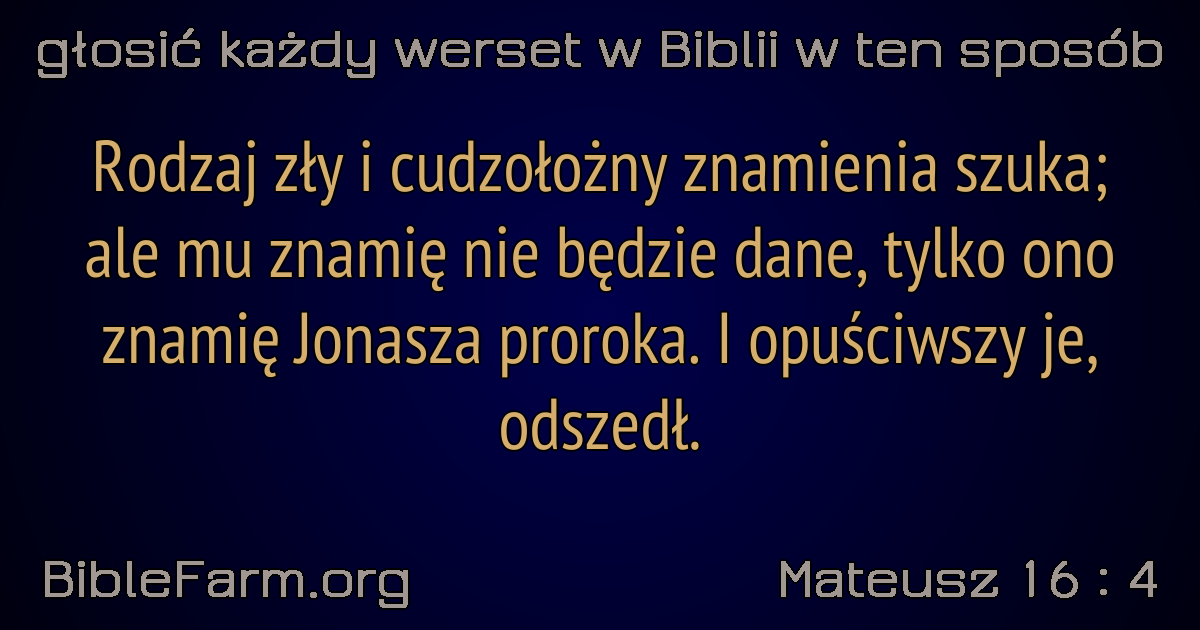 głosić każdy werset w Biblii w ten sposób
Rodzaj zły i cudzołożny znamienia szuka;
ale mu znamię nie będzie dane, tylko ono
znamię Jonasza proroka. I opuściwszy je,
odszedł.
BibleFarm.org
Mateusz 16 : 4